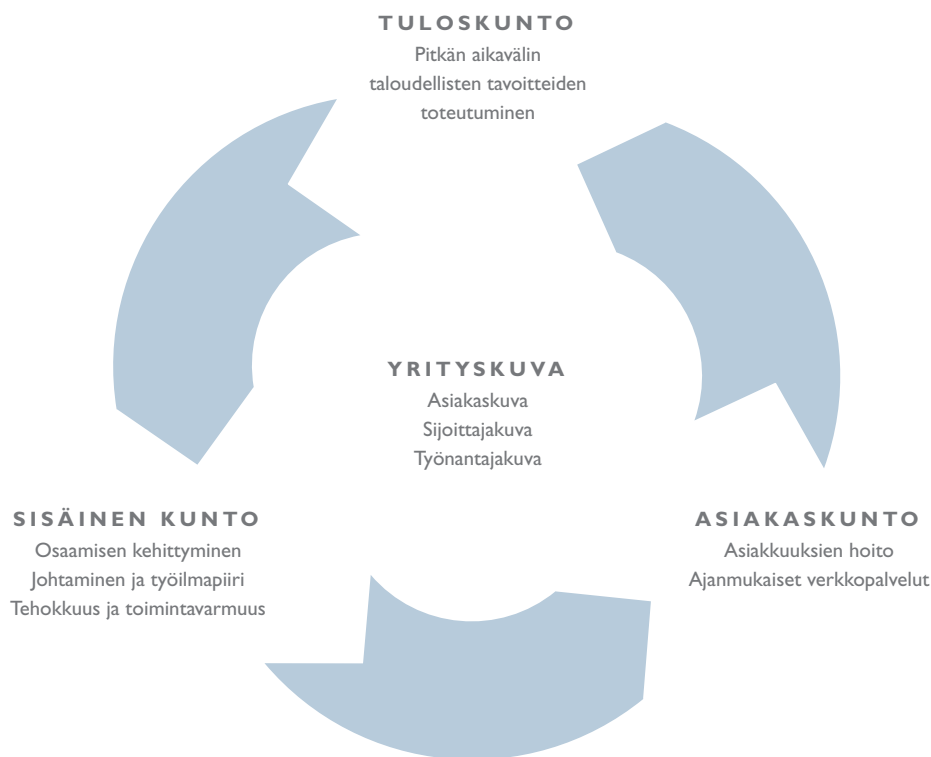 TULOSKUNTO
Pitkän aikavälin
taloudellisten tavoitteiden
toteutuminen
YRITYSKUVA
Asiakaskuva
Sijoittajakuva
Työnantajakuva
SISÄINEN KUNTO
Osaamisen kehittyminen
Johtaminen ja työilmapiiri
Tehokkuus ja toimintavarmuus
ASIAKASKUNTO
Asiakkuuksien hoito
Ajanmukaiset verkkopalvelut